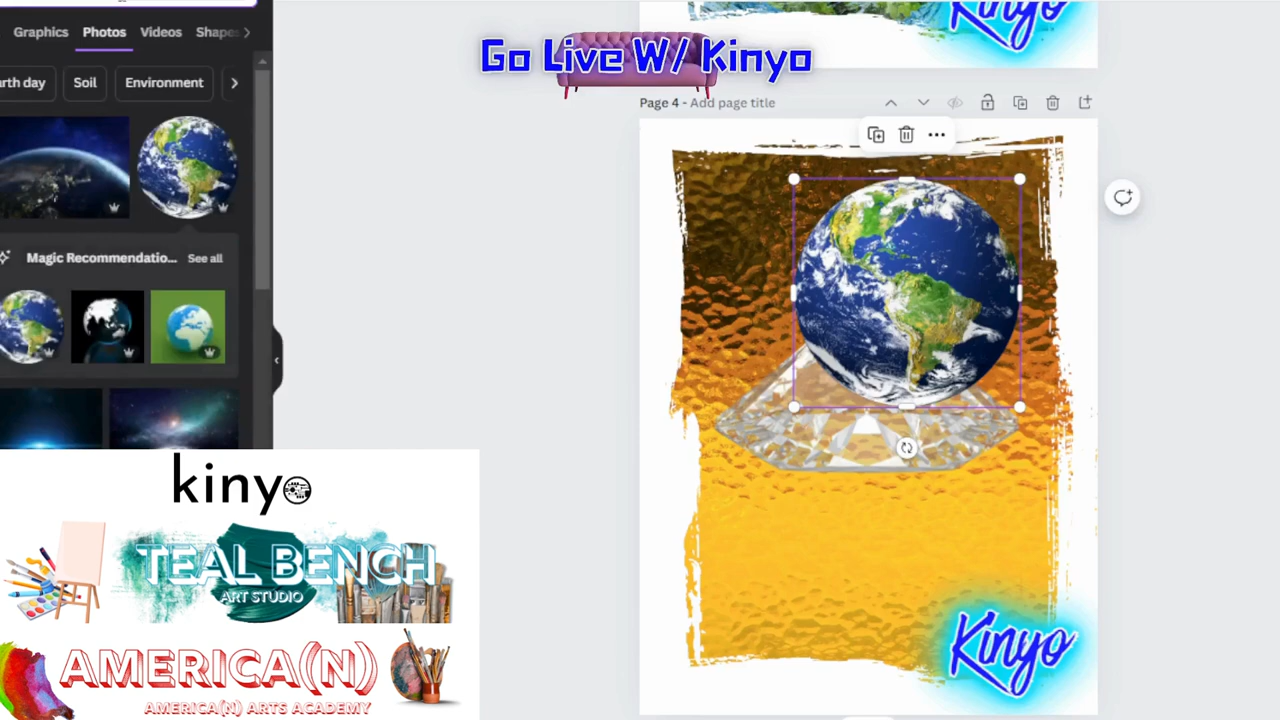 Graphics Photos Videos Shapes
arth day Soil Environment
Magic Recommendatio... See all
Go Live W/ Kinyo
Kinyo
Page 4 - Add page title
Kinyo
kinyo
TEAL BENCH
ART STUDIO
AMERICA(N)
AMERICA(N) ARTS ACADEMY